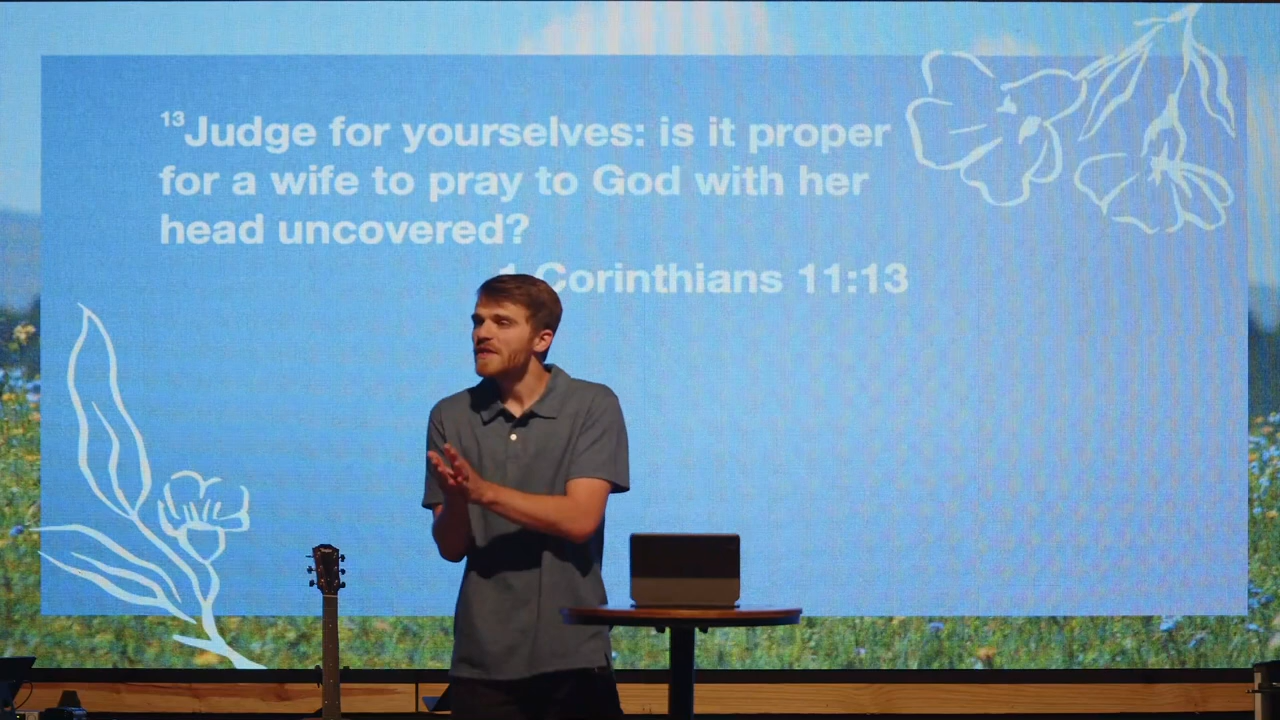 ¹³Judge for yourselves: is it proper
for a wife to pray to God with her
head uncovered?
1 Corinthians 11:13